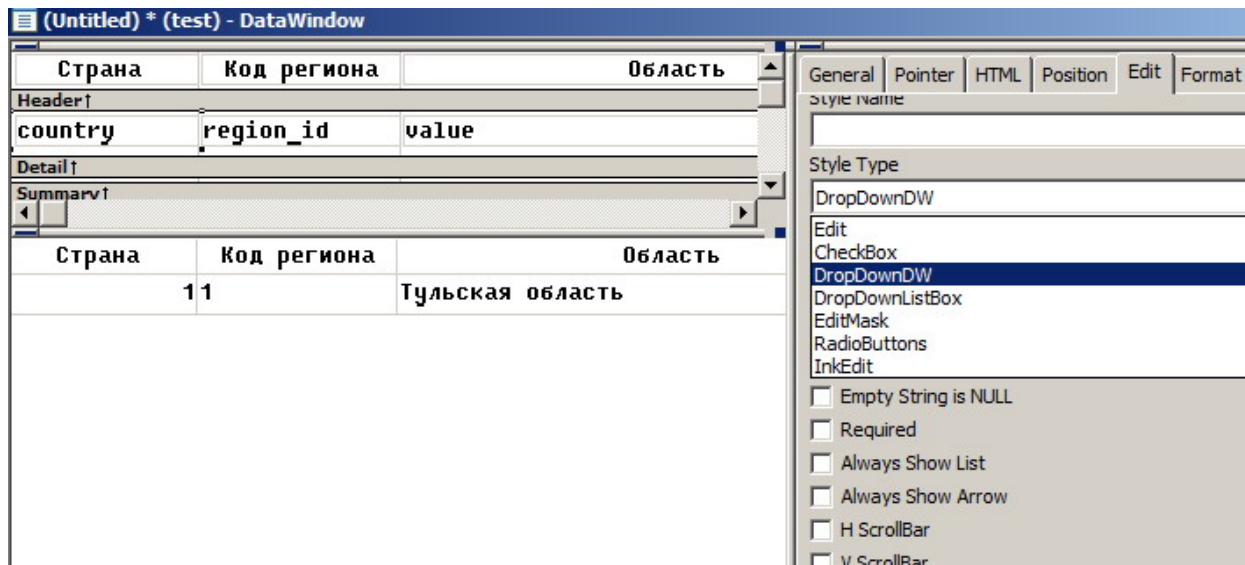 (Untitled) * (test) - DataWindow
Страна Код региона Область
Header↑
country region_id value
Detail↑
Summary↑
Страна Код региона Область
1 1 Тульская область
General Pointer HTML Position Edit Format
Style Name
Style Type
DropDownDW
Edit
CheckBox
DropDownDW
DropDownListBox
EditMask
RadioButtons
InkEdit
Empty String is NULL
Required
Always Show List
Always Show Arrow
H ScrollBar
V ScrollBar